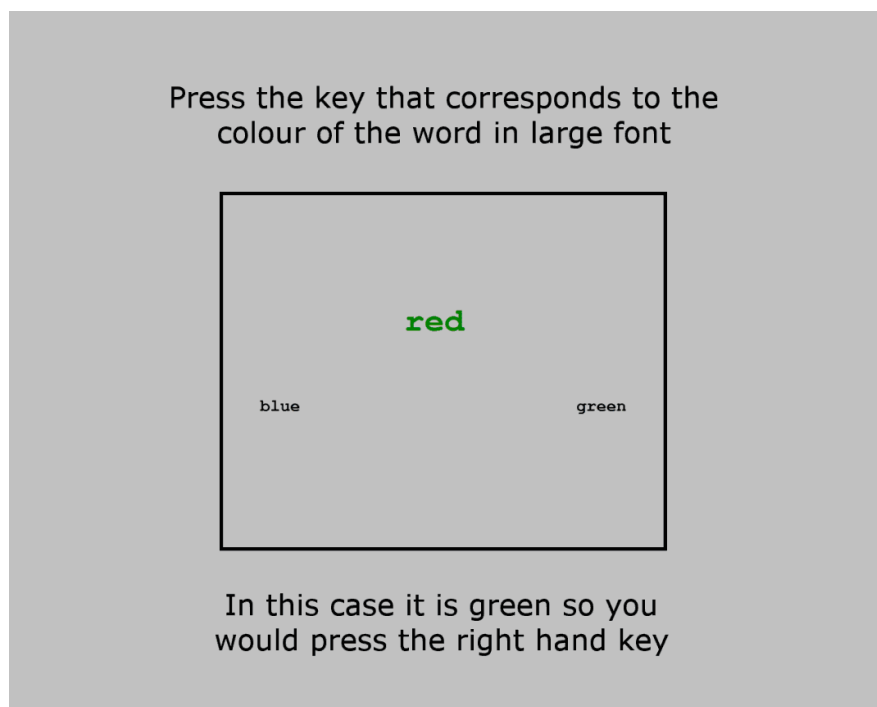 Press the key that corresponds to the
colour of the word in large font
red
blue green
In this case it is green so you
would press the right hand key